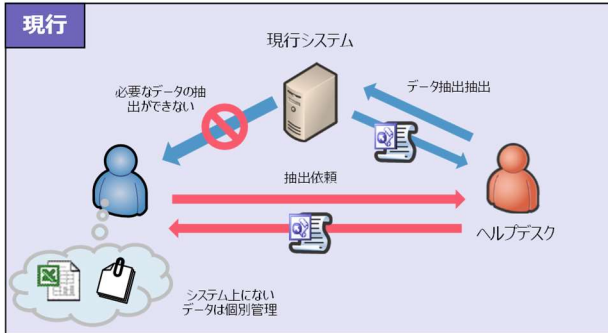 現行
現行システム
必要なデータの抽
出ができない
データ抽出抽出
抽出依頼
ヘルプデスク
システム上にない
データは個別管理